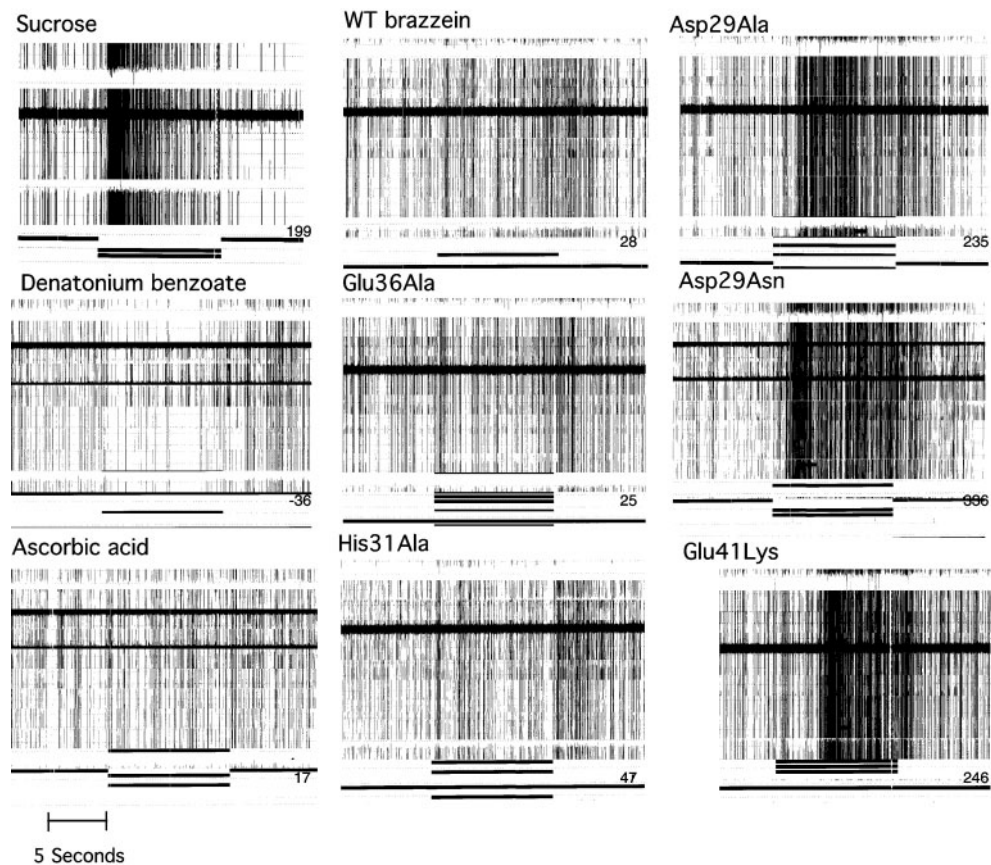 Sucrose
199
WT brazzein
28
Asp29Ala
235
Denatonium benzoate
-36
Glu36Ala
25
Asp29Asn
Ascorbic acid
17
His31Ala
47
Glu41Lys
246
5 Seconds